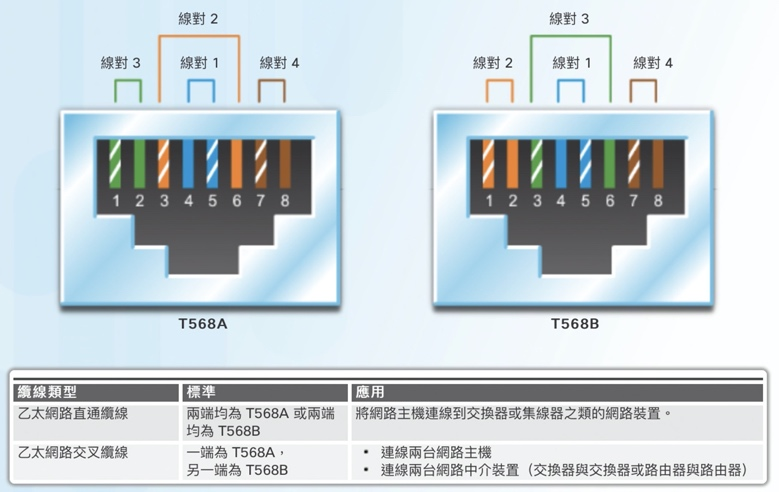 線對 2
線對 3
線對 3
線對 1
線對 4
線對 2
線對 1
線對 4
1 2 3 4 5 6 7 8
1 2 3 4 5 6 7 8
T568A
T568B
纜線類型 標準 應用
乙太網路直通纜線 兩端均為 T568A 或兩端 將網路主機連線到交換器或集線器之類的網路裝置。
均為 T568B
乙太網路交叉纜線 一端為 T568A， • 連線兩台網路主機
另一端為 T568B • 連線兩台網路中介裝置（交換器與交換器或路由器與路由器）